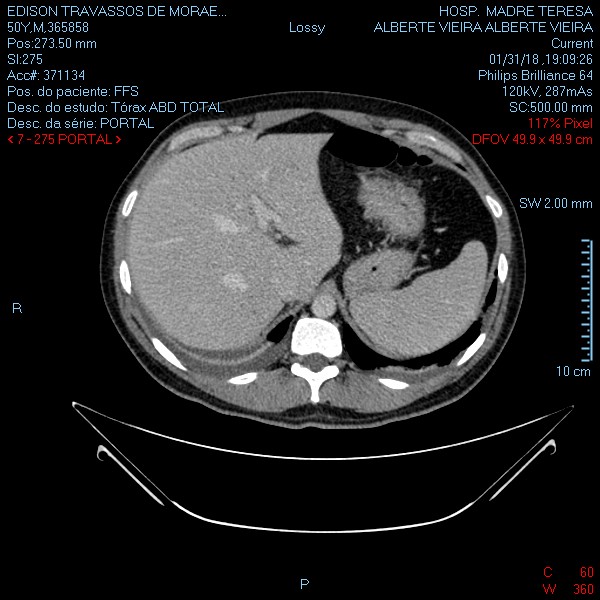 EDISON TRAVASSOS DE MORAE...
50Y,M,365858
Pos:273.50 mm
Sl:275
Acc#: 371134
Pos. do paciente: FFS
Desc. do estudo: Tórax ABD TOTAL
Desc. da série: PORTAL
< 7 - 275 PORTAL >
Lossy
HOSP. MADRE TERESA
ALBERTE VIEIRA ALBERTE VIEIRA
Current
01/31/18 ,19:09:26
Philips Brilliance 64
120kV, 287mAs
SC:500.00 mm
117% Pixel
DFOV 49.9 x 49.9 cm
SW 2.00 mm
R
10 cm
P
C 60
W 360